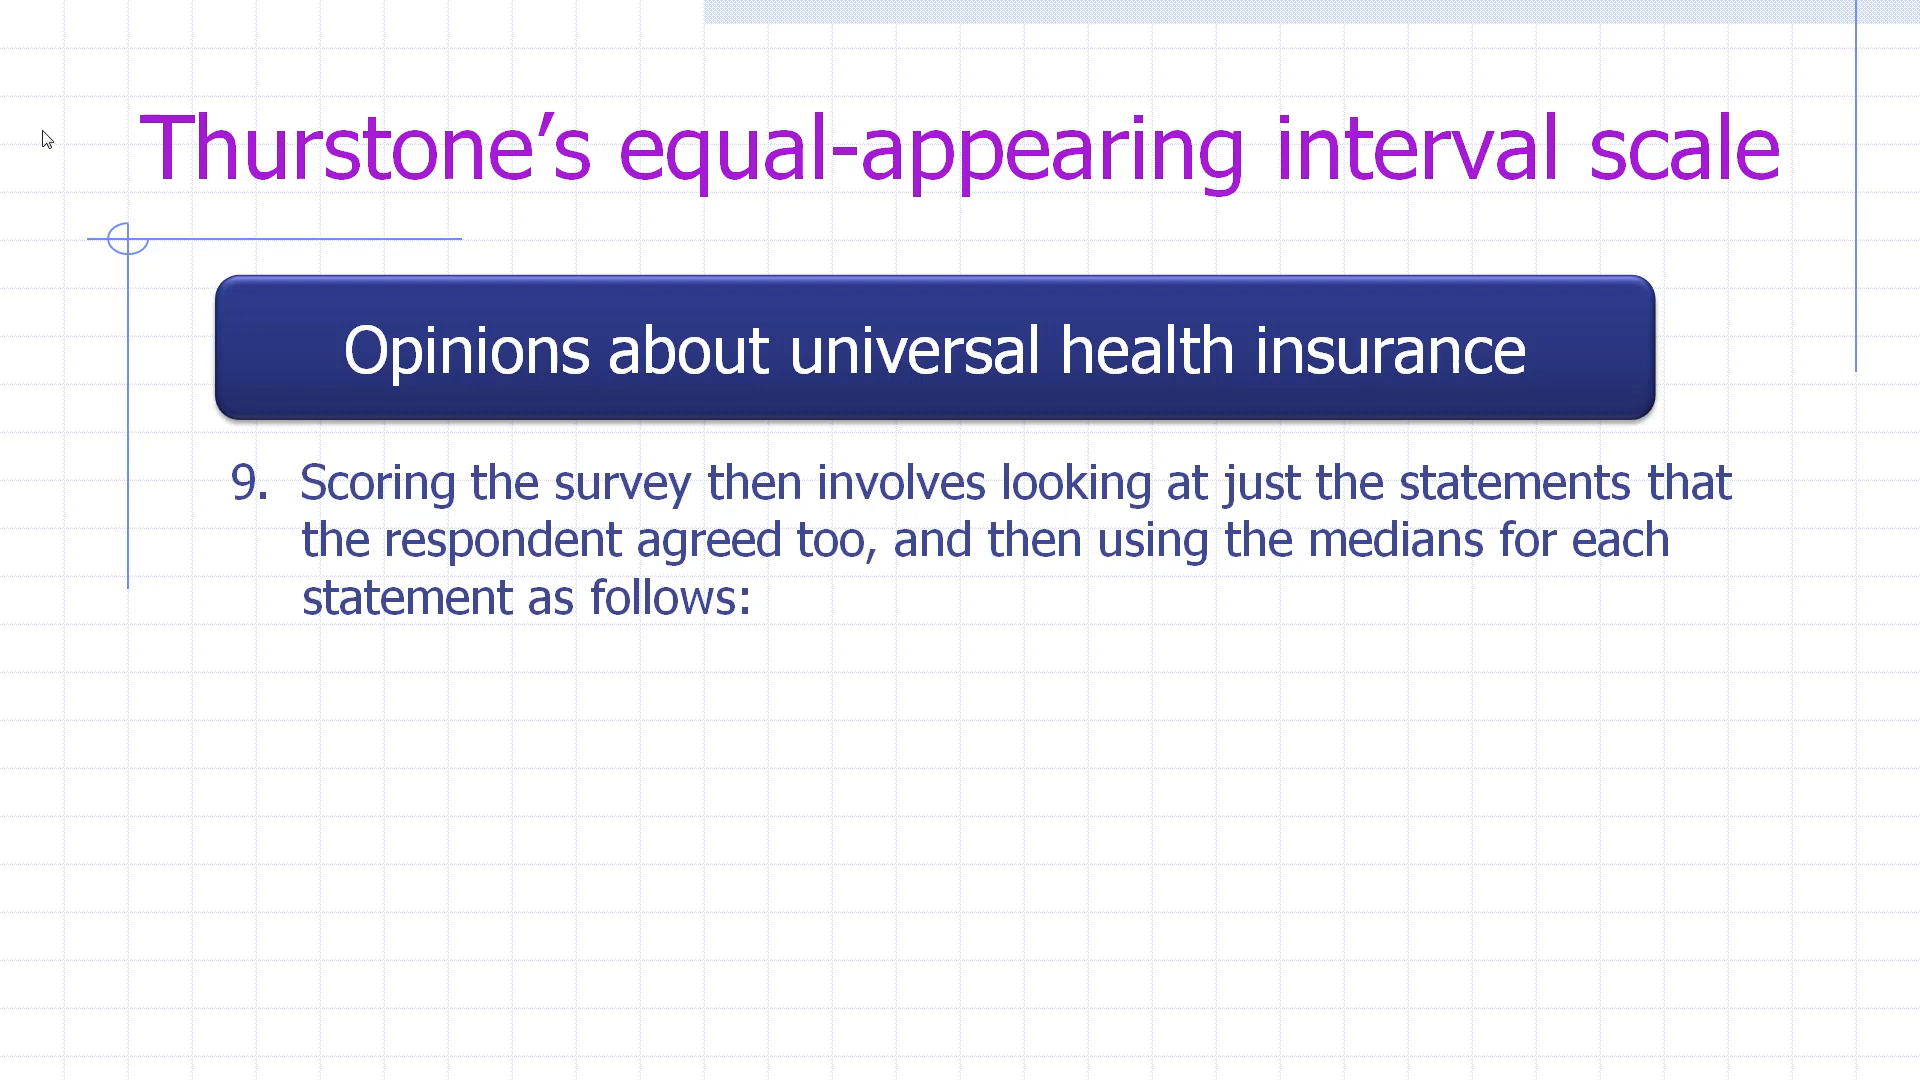 Thurstone’s equal-appearing interval scale
Opinions about universal health insurance
9. Scoring the survey then involves looking at just the statements that
the respondent agreed too, and then using the medians for each
statement as follows: